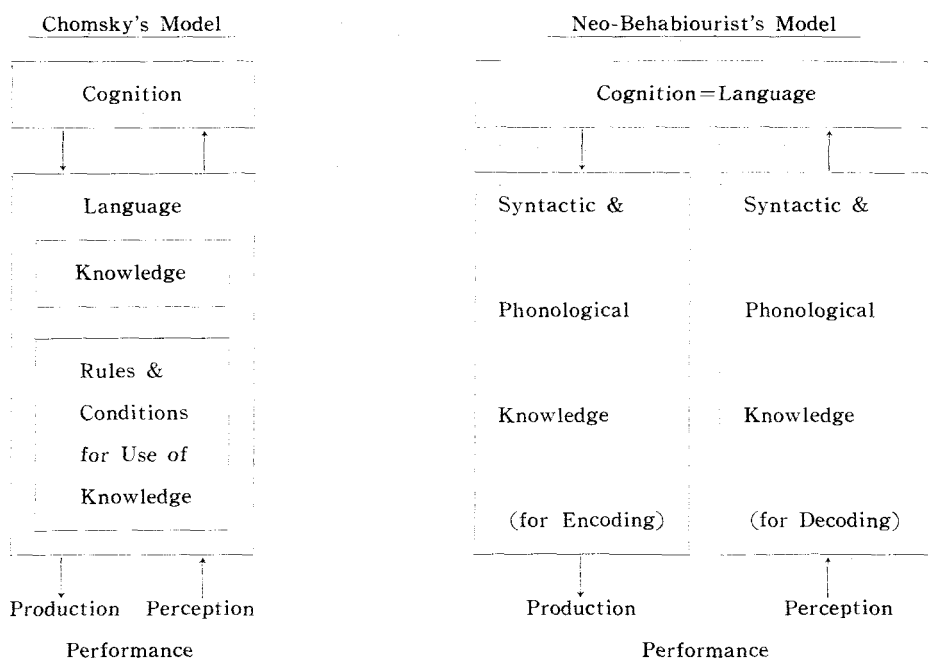 Chomsky's Model
Cognition
Language
Knowledge
Rules &
Conditions
for Use of
Knowledge
Production Perception
Performance
Neo-Behabiourist's Model
Cognition=Language
Syntactic &
Phonological
Knowledge
(for Encoding)
Syntactic &
Phonological
Knowledge
(for Decoding)
Production
Perception
Performance